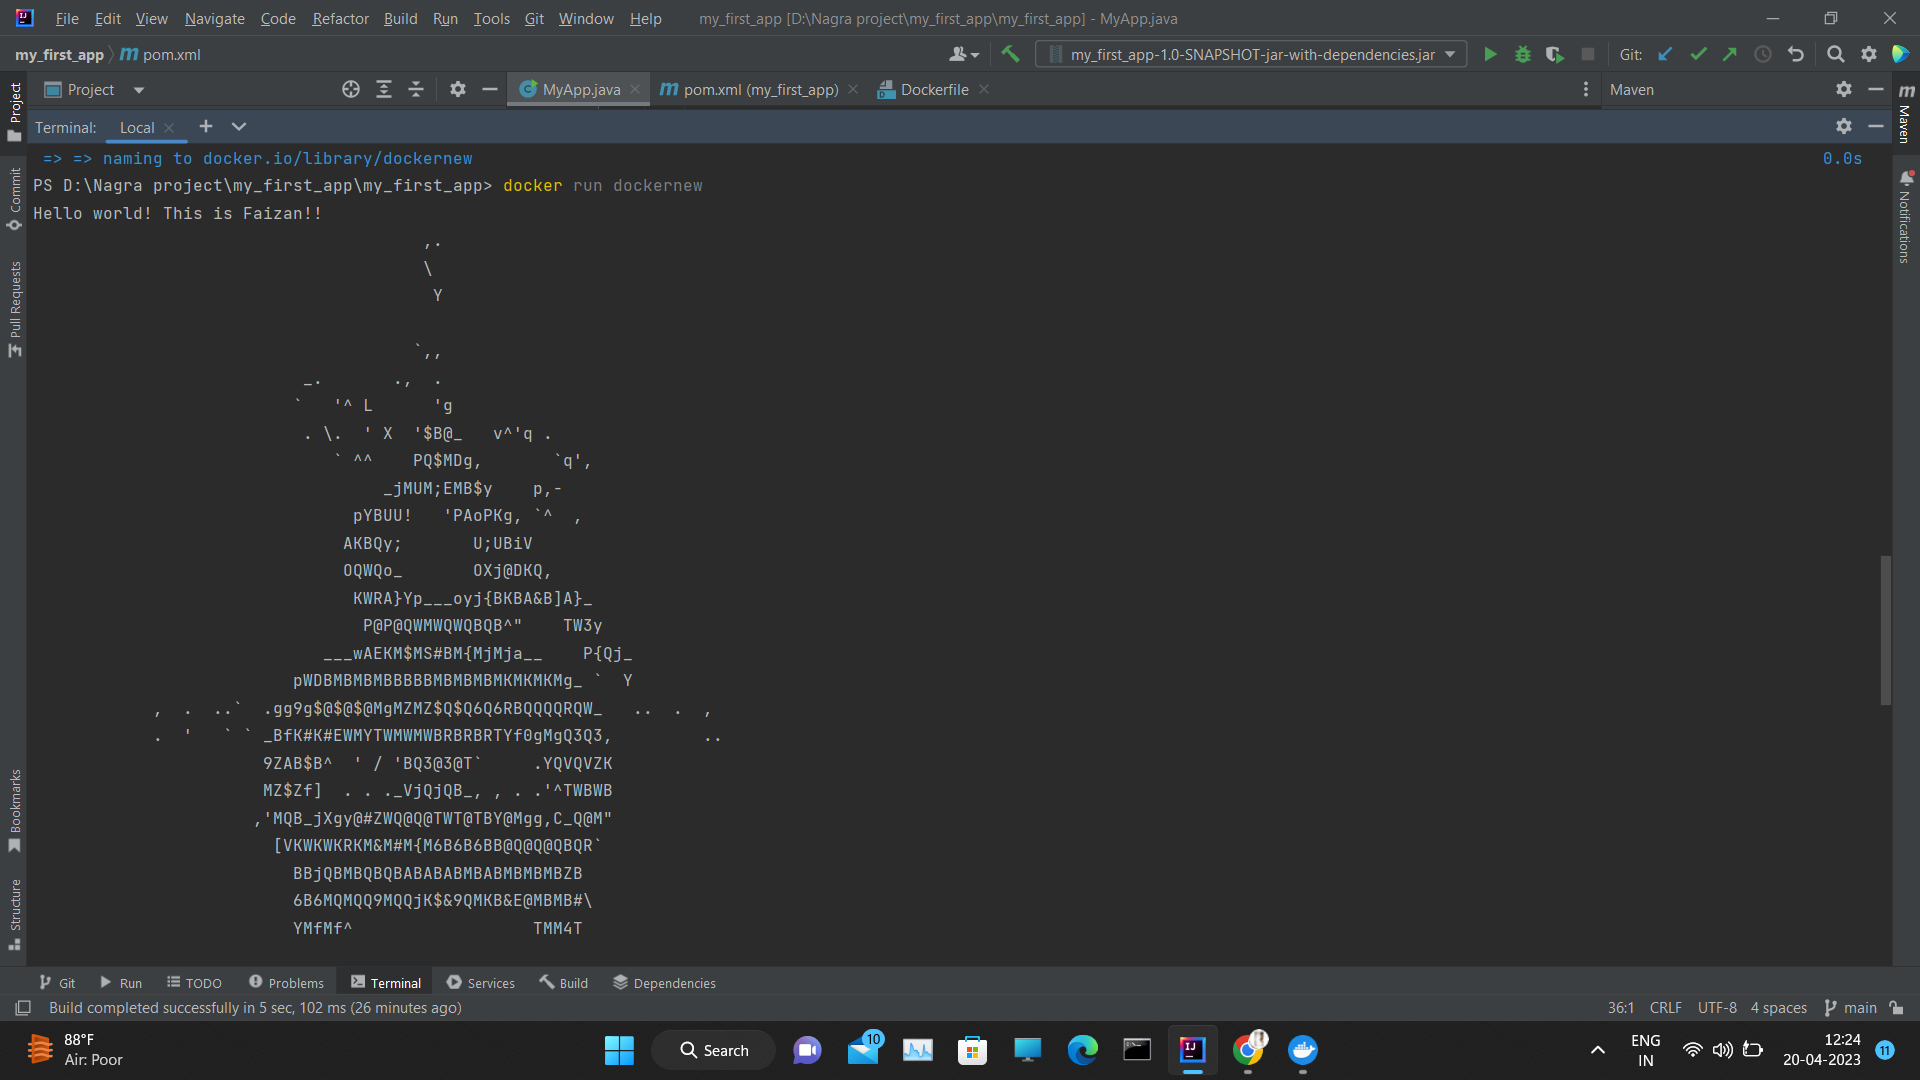 File Edit View Navigate Code Refactor Build Run Tools Git Window Help my_first_app [D:\Nagra project\my_first_app\my_first_app] - MyApp.java
my_first_app m pom.xml my_first_app-1.0-SNAPSHOT-jar-with-dependencies.jar Git:
Project MyApp.java m pom.xml (my_first_app) Dockerfile Maven
Terminal: Local
=> => naming to docker.io/library/dockernew 0.0s
PS D:\Nagra project\my_first_app\my_first_app> docker run dockernew
Hello world! This is Faizan!!
,.
\
Y
`,,
_.       .,  .
`   '^ L      'g
. \.  ' X  '$B@_   v^'q .
` ^^    PQ$MDg,       `q',
_jMUM;EMB$y    p,-
pYBUU!   'PAoPKg, `^  ,
AKBQy;       U;UBiV
OQWQo_       OXj@DKQ,
KWRA}Yp___oyj{BKBA&B]A}_
P@P@QWMWQWQBQB^"    TW3y
___wAEKM$MS#BM{MjMja__    P{Qj_
pWDBMBMBMBBBBBMBMBMBMKMKMKMg_ `  Y
,  .  ..`  .gg9g$@$@$@MgMZMZ$Q$Q6Q6RBQQQQRQW_   ..  .  ,
.  '   ` ` _BfK#K#EWMYTWMWMWBRBRBRTYf0gMgQ3Q3,         ..
9ZAB$B^  ' / 'BQ3@3@T`     .YQVQVZK
MZ$Zf]  . . ._VjQjQB_, , . .'^TWBWB
,'MQB_jXgy@#ZWQ@Q@TWT@TBY@Mgg,C_Q@M"
[VKWKWKRKM&M#M{M6B6B6BB@Q@Q@QBQR`
BBjQBMBQBQBABABABMBABMBMBMBZB
6B6MQMQQ9MQQjK$&9QMKB&E@MBMB#\
YMfMf^                  TMM4T
Git Run TODO Problems Terminal Services Build Dependencies
Build completed successfully in 5 sec, 102 ms (26 minutes ago) 36:1 CRLF UTF-8 4 spaces main
Project
Commit
Pull Requests
Bookmarks
Structure
m Maven
Notifications
88°F
Air: Poor
Search
10
IJ
ENG
IN
12:24
20-04-2023
11